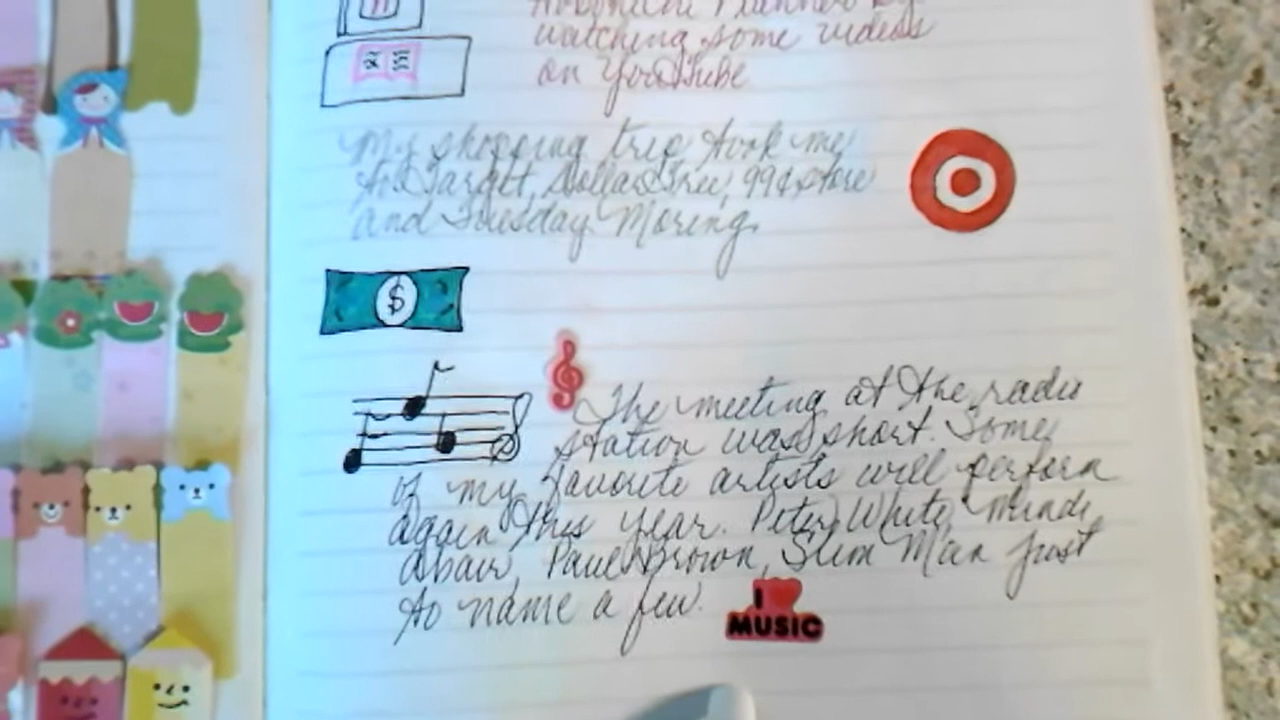 Planner by
watching some videos
on YouTube
My shopping trip took me
to Target, Dollar Tree, 99¢ store
and Tuesday Moring.
$
The meeting at the radio
station was short. Some
of my favorite artists will perform
again this year. Peter White, Mindi
Abair, Paul Brown, Slim Man just
to name a few.
I
MUSIC